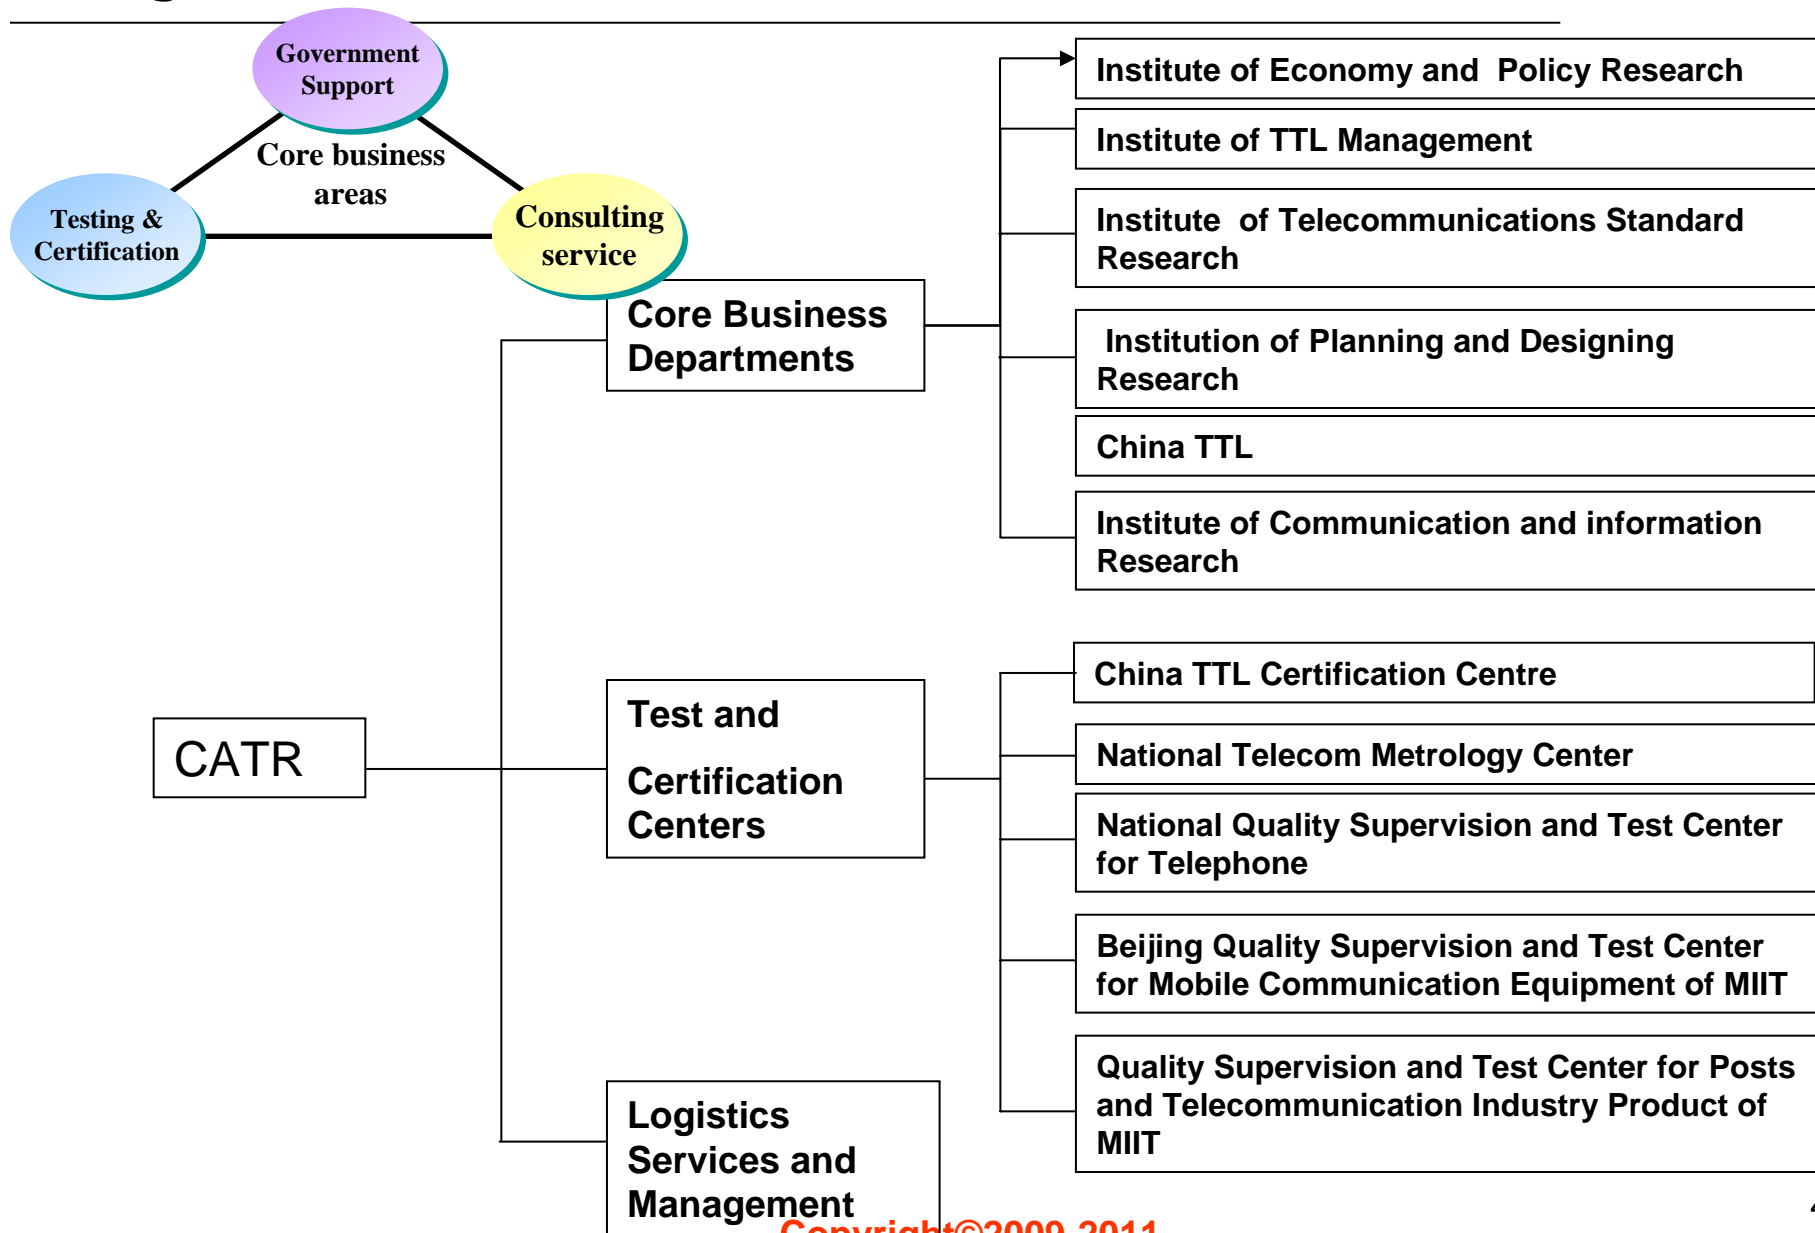 Government
Support
Core business
areas
Testing &
Certification
Consulting
service
Core Business
Departments
Institute of Economy and  Policy Research
Institute of TTL Management
Institute  of Telecommunications Standard
Research
Institution of Planning and Designing
Research
China TTL
Institute of Communication and information
Research
CATR
Test and
Certification
Centers
China TTL Certification Centre
National Telecom Metrology Center
National Quality Supervision and Test Center
for Telephone
Beijing Quality Supervision and Test Center
for Mobile Communication Equipment of MIIT
Quality Supervision and Test Center for Posts
and Telecommunication Industry Product of
MIIT
Logistics
Services and
Management
Copyright©2009-2011